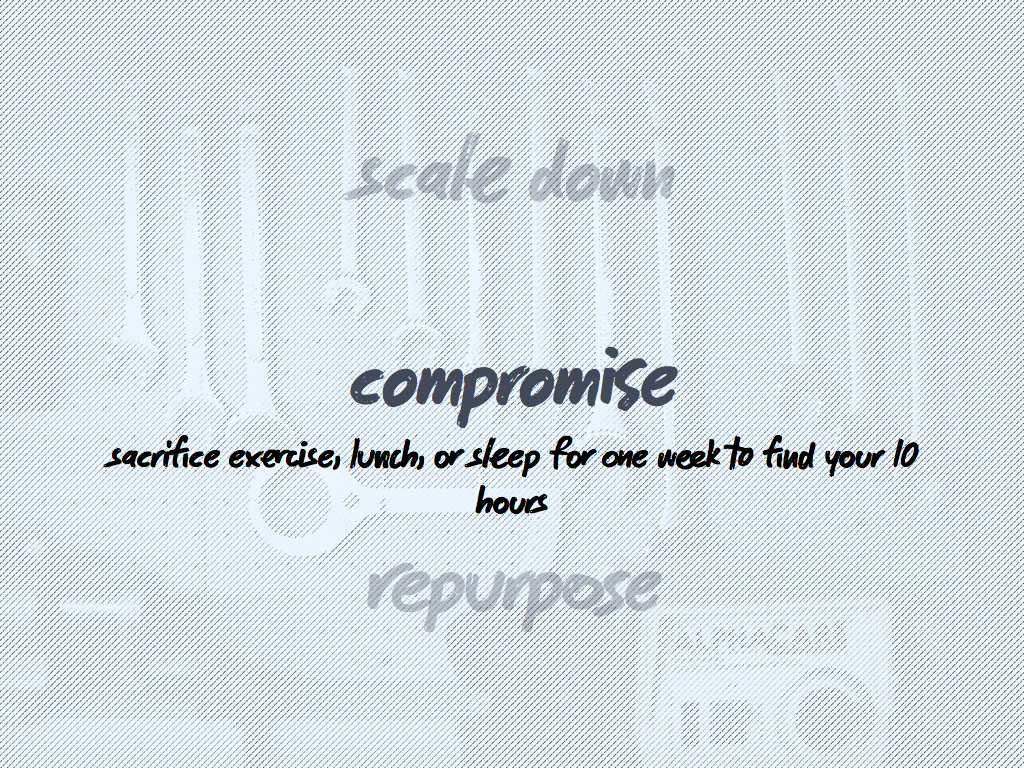 scale down
compromise
sacrifice exercise, lunch, or sleep for one week to find your 10
hours
repurpose